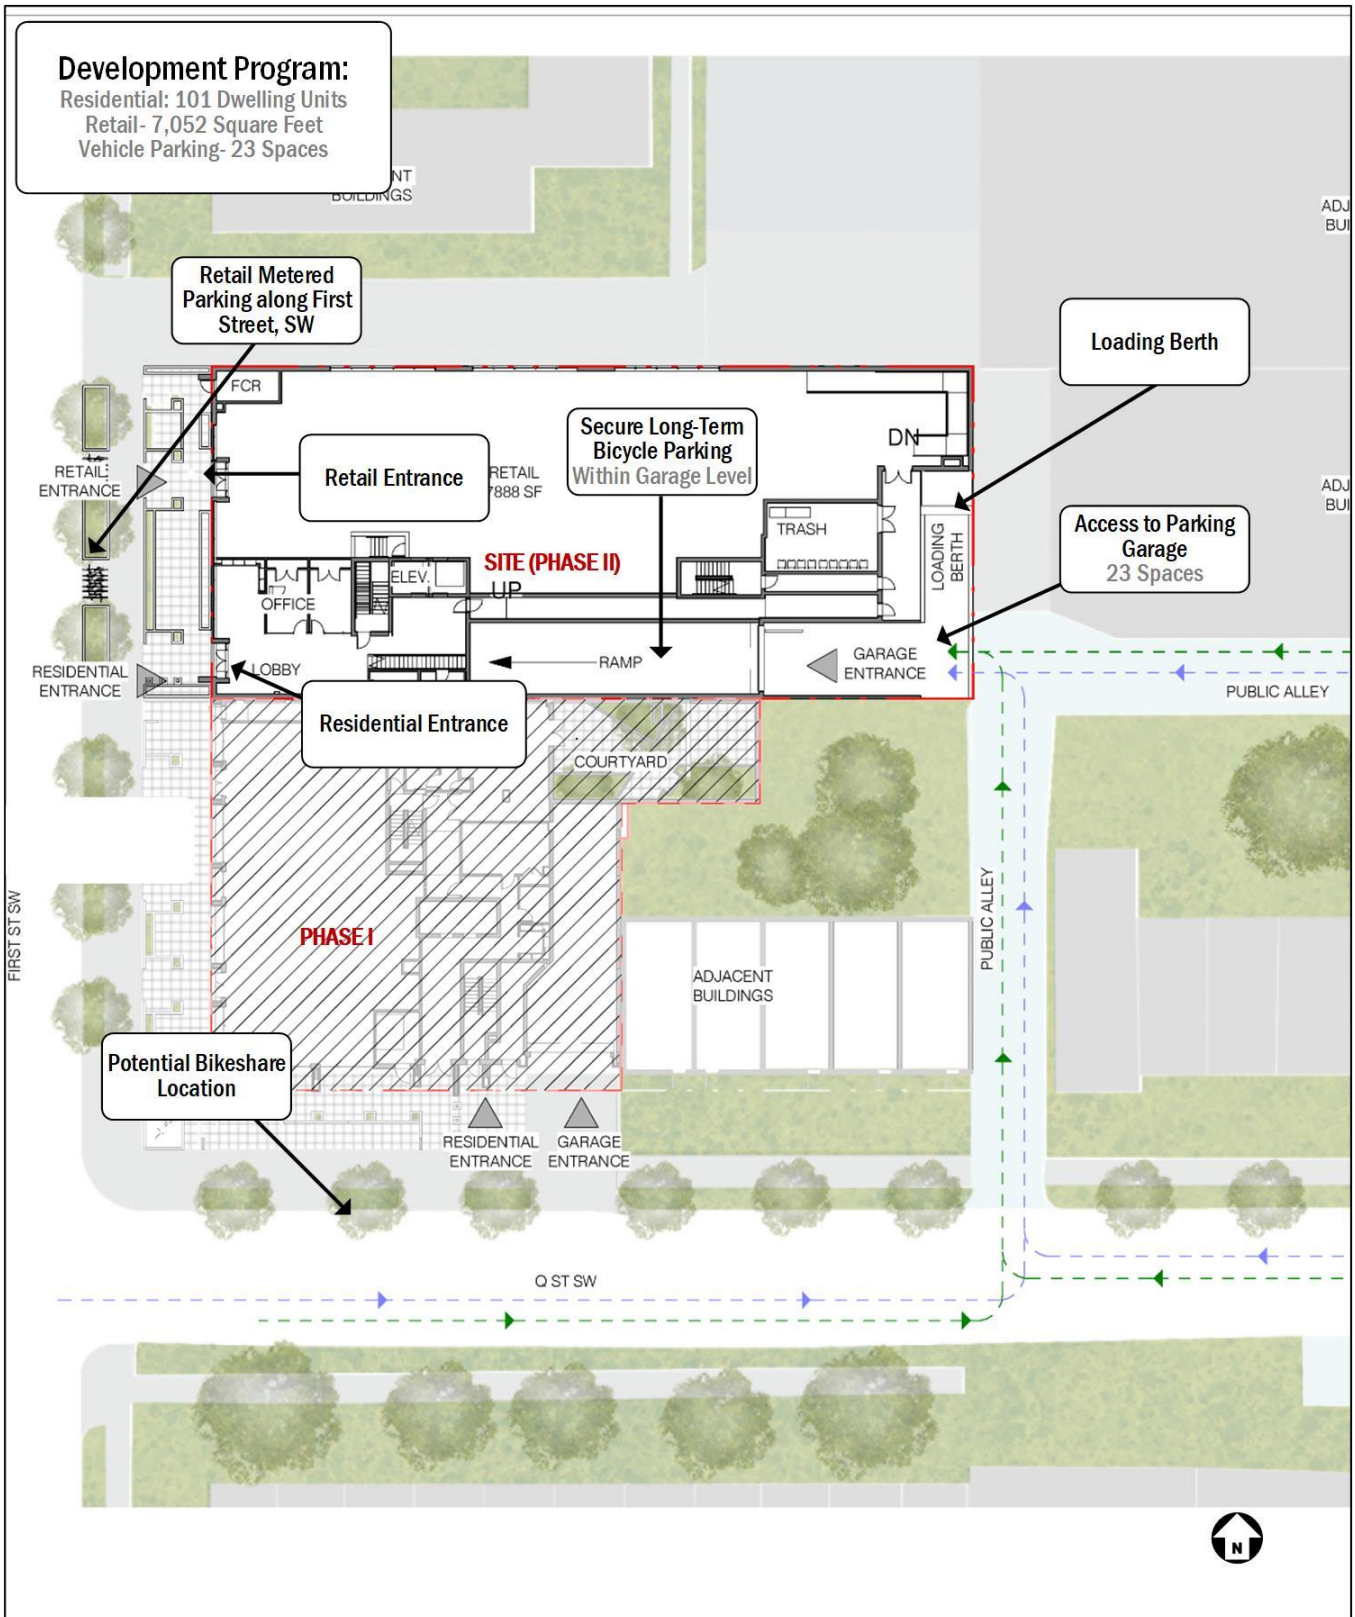 Development Program:
Residential: 101 Dwelling Units
Retail- 7,052 Square Feet
Vehicle Parking- 23 Spaces
NT
BUILDINGS
ADJ
BUI
Retail Metered
Parking along First
Street, SW
Loading Berth
FCR
Secure Long-Term
Bicycle Parking
Within Garage Level
DN
RETAIL
ENTRANCE
Retail Entrance
RETAIL
7888 SF
ADJ
BUI
TRASH
Access to Parking
Garage
23 Spaces
LOADING
BERTH
SITE (PHASE II)
ELEV.
UP
OFFICE
RESIDENTIAL
ENTRANCE
LOBBY
RAMP
GARAGE
ENTRANCE
PUBLIC ALLEY
Residential Entrance
COURTYARD
FIRST ST SW
PHASE I
PUBLIC ALLEY
ADJACENT
BUILDINGS
Potential Bikeshare
Location
RESIDENTIAL
ENTRANCE
GARAGE
ENTRANCE
Q ST SW
N